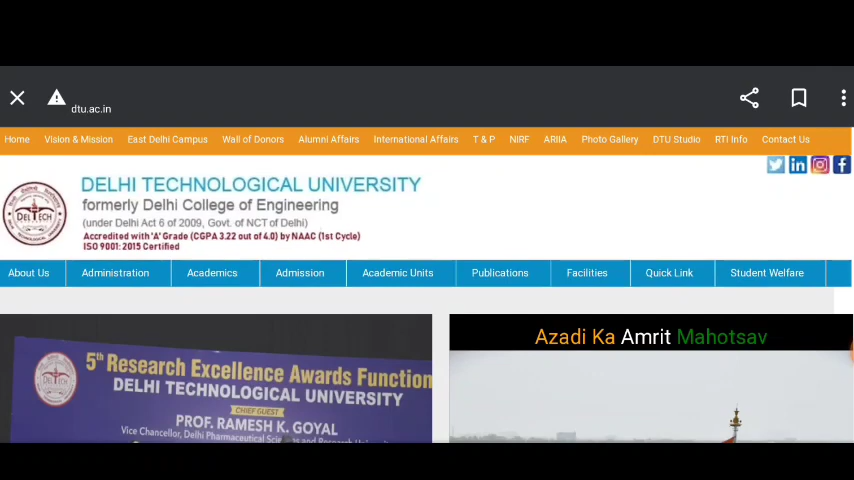 dtu.ac.in
Home Vision & Mission East Delhi Campus Wall of Donors Alumni Affairs International Affairs T & P NIRF ARIIA Photo Gallery DTU Studio RTI Info Contact Us
DELHI TECHNOLOGICAL UNIVERSITY
formerly Delhi College of Engineering
(under Delhi Act 6 of 2009, Govt. of NCT of Delhi)
Accredited with 'A' Grade (CGPA 3.22 out of 4.0) by NAAC (1st Cycle)
ISO 9001: 2015 Certified
DELTECH
About Us Administration Academics Admission Academic Units Publications Facilities Quick Link Student Welfare
5th Research Excellence Awards Function
DELHI TECHNOLOGICAL UNIVERSITY
CHIEF GUEST
PROF. RAMESH K. GOYAL
Vice Chancellor, Delhi Pharmaceutical Sciences and Research
Azadi Ka Amrit Mahotsav